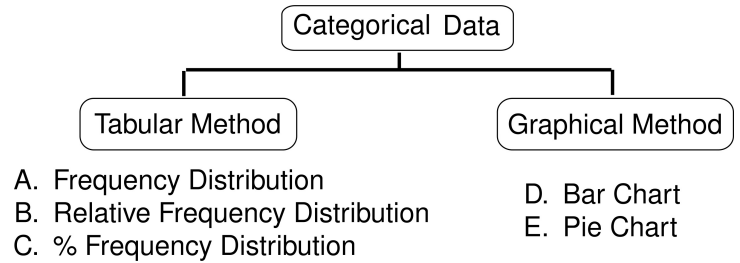 Categorical Data
Tabular Method
Graphical Method
A. Frequency Distribution
B. Relative Frequency Distribution
C. % Frequency Distribution
D. Bar Chart
E. Pie Chart